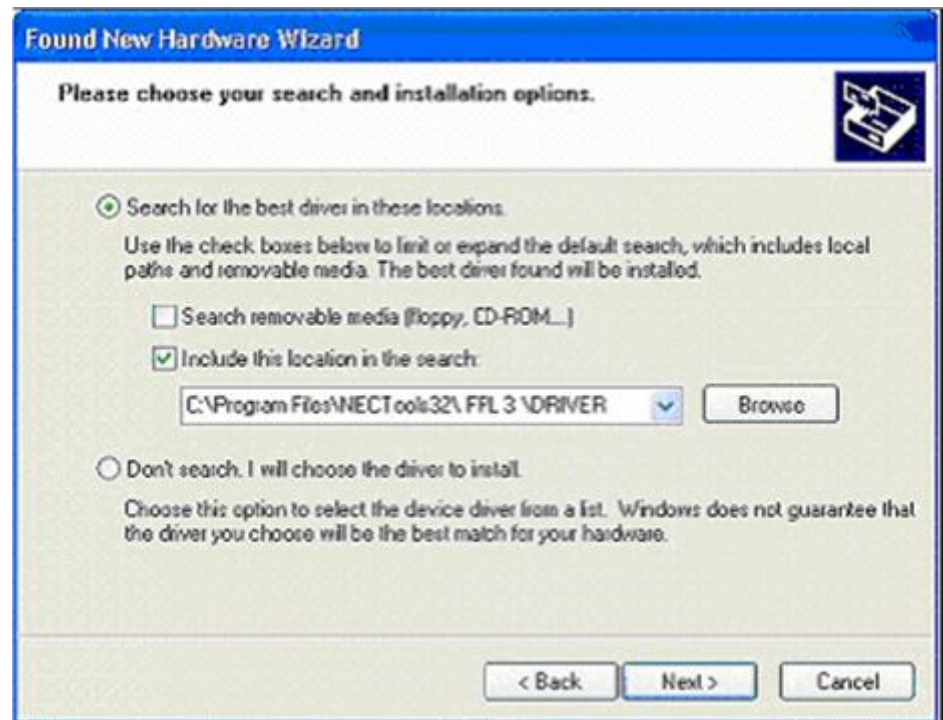 Found New Hardware Wizard
Please choose your search and installation options.
Search for the best driver in these locations.
Use the check boxes below to limit or expand the default search, which includes local
paths and removable media. The best driver found will be installed.
Search removable media (floppy, CD-ROM...)
Include this location in the search:
C:\Program Files\NECTools32\ FPL 3 \DRIVER
Browse
Don't search. I will choose the driver to install.
Choose this option to select the device driver from a list. Windows does not guarantee that
the driver you choose will be the best match for your hardware.
< Back
Next >
Cancel